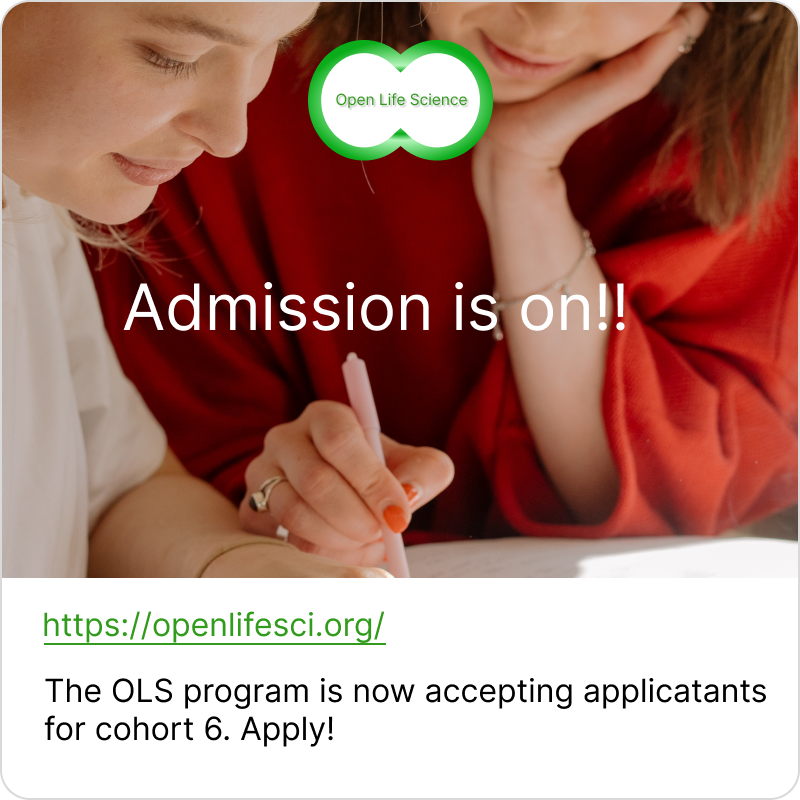 Open Life Science
Admission is on!!
https://openlifesci.org/
The OLS program is now accepting applicatants
for cohort 6. Apply!